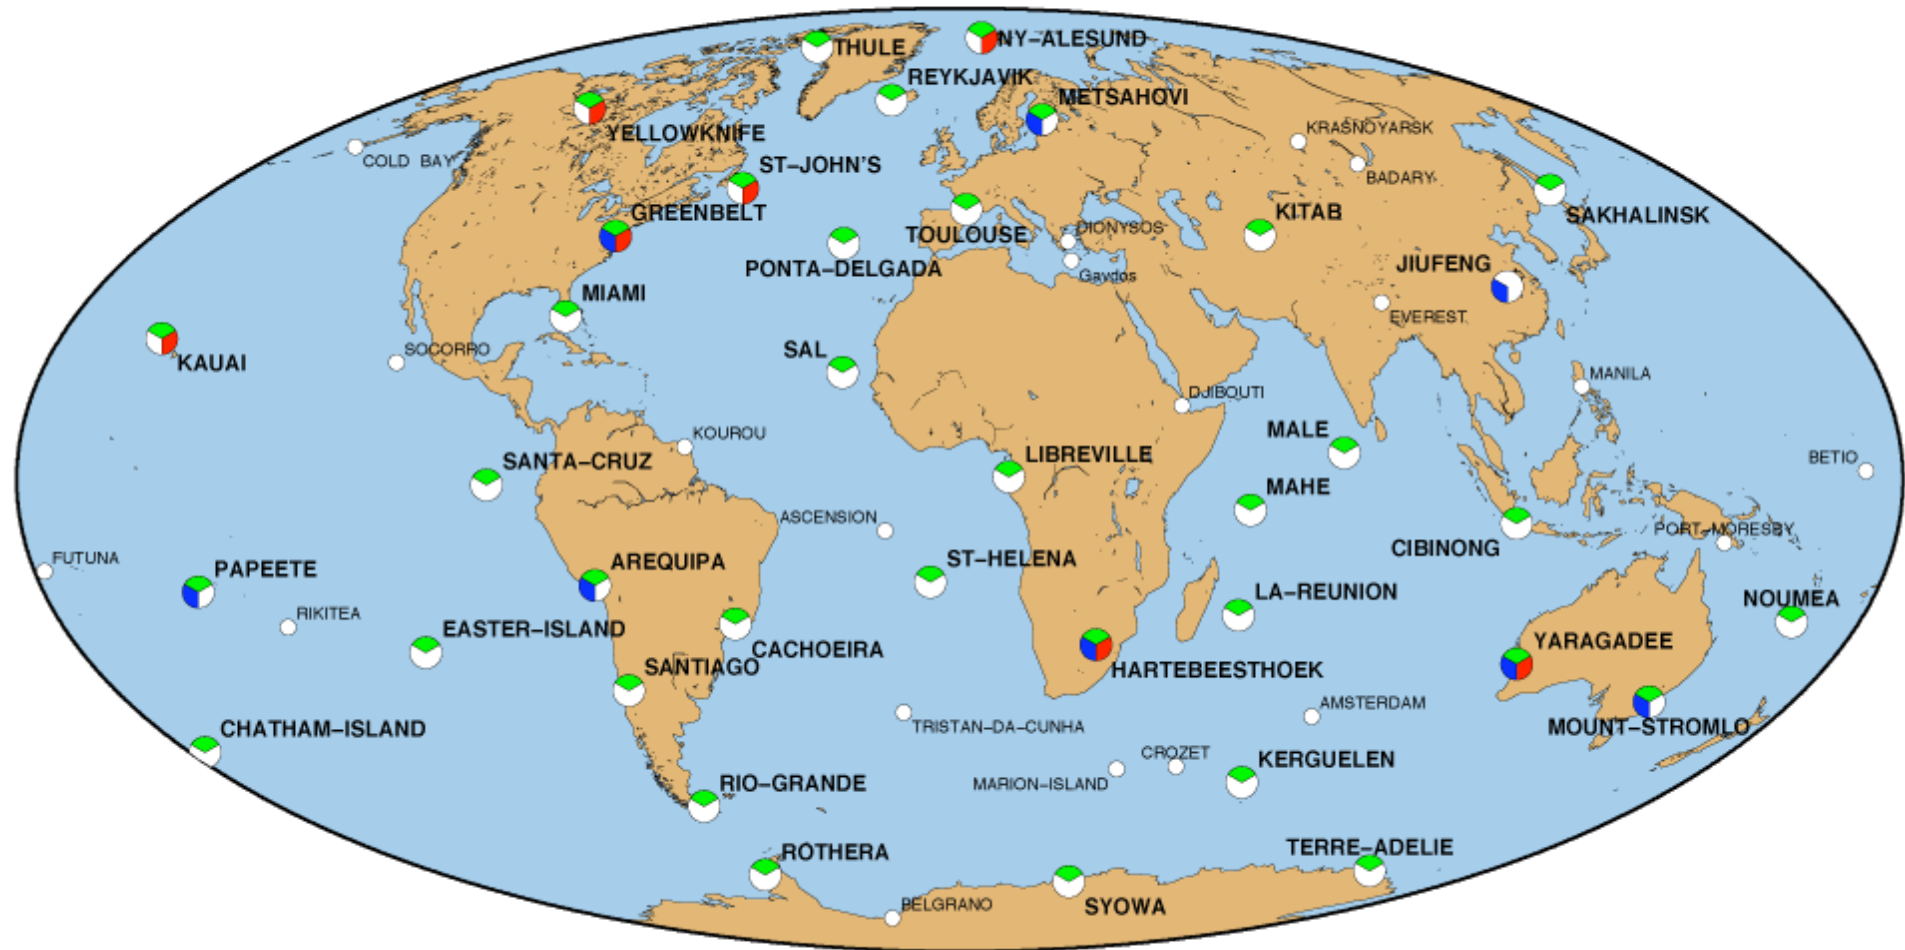 THULE
NY-ALESUND
REYKJAVIK
METSAHOVI
YELLOWKNIFE
KRASNOYARSK
COLD BAY
ST-JOHN'S
BADARY
GREENBELT
KITAB
SAKHALINSK
TOULOUSE
DIONYSOS
PONTA-DELGADA
Gavdos
JIUFENG
MIAMI
EVEREST
SOCORRO
SAL
KAUAI
MANILA
DJIBOUTI
KOUROU
MALE
SANTA-CRUZ
LIBREVILLE
BETIO
MAHE
ASCENSION
PORT-MORESBY
CIBINONG
FUTUNA
PAPEETE
AREQUIPA
ST-HELENA
LA-REUNION
NOUMEA
RIKITEA
EASTER-ISLAND
CACHOEIRA
YARAGADEE
SANTIAGO
HARTEBEESTHOEK
AMSTERDAM
CHATHAM-ISLAND
TRISTAN-DA-CUNHA
MOUNT-STROMLO
CROZET
KERGUELEN
RIO-GRANDE
MARION-ISLAND
ROTHERA
TERRE-ADELIE
BELGRANO
SYOWA